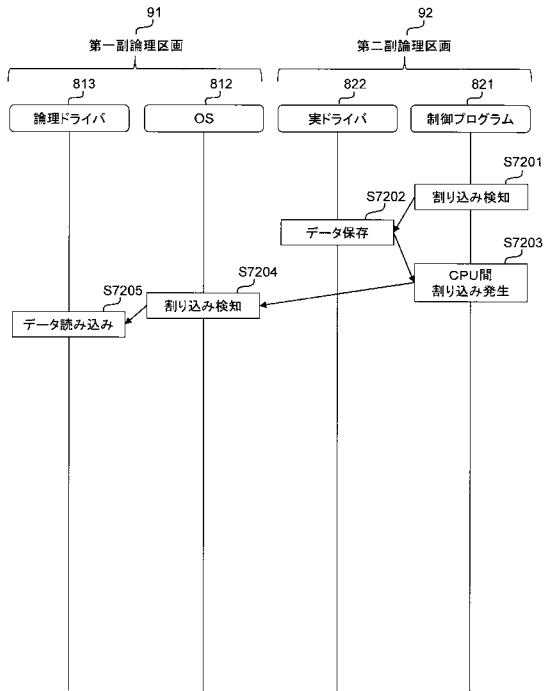 91
92
第一副論理区画
第二副論理区画
813
812
822
821
論理ドライバ
OS
実ドライバ
制御プログラム
S7201
割り込み検知
S7202
データ保存
S7203
CPU間
割り込み発生
S7204
割り込み検知
S7205
データ読み込み